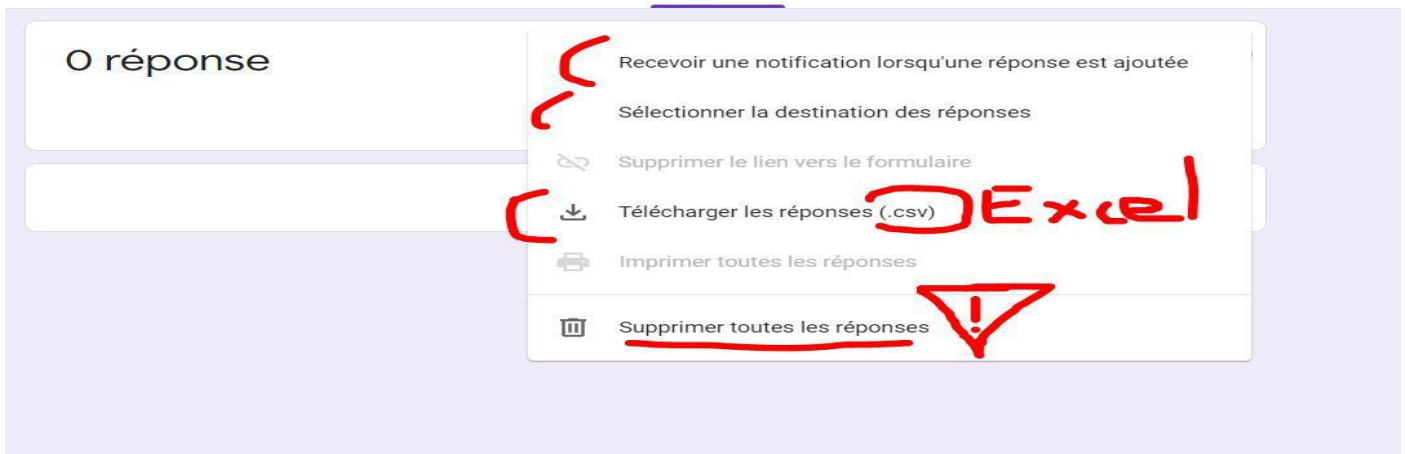 0 réponse
Recevoir une notification lorsqu'une réponse est ajoutée
Sélectionner la destination des réponses
Supprimer le lien vers le formulaire
Télécharger les réponses (.csv) Excel
Imprimer toutes les réponses
!
Supprimer toutes les réponses